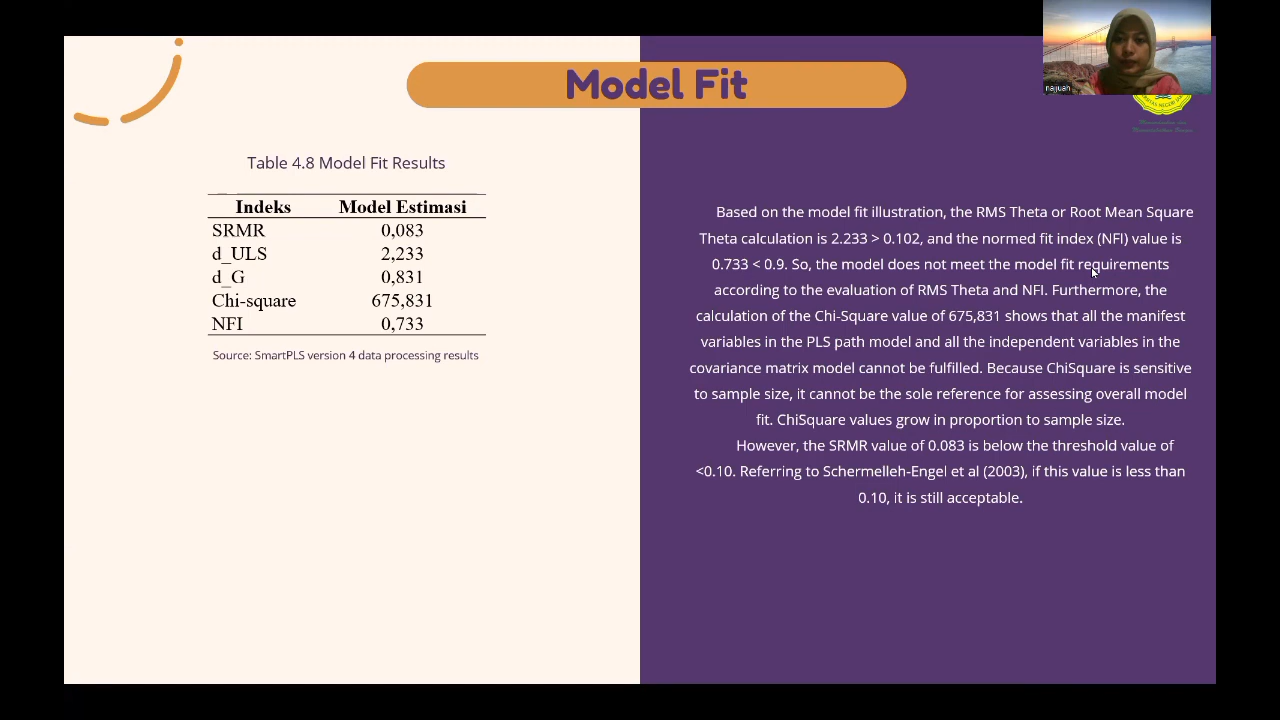 Model Fit
najuah
Table 4.8 Model Fit Results
Indeks Model Estimasi
SRMR 0,083
d_ULS 2,233
d_G 0,831
Chi-square 675,831
NFI 0,733
Source: SmartPLS version 4 data processing results
Based on the model fit illustration, the RMS Theta or Root Mean Square
Theta calculation is 2.233 > 0.102, and the normed fit index (NFI) value is
0.733 < 0.9. So, the model does not meet the model fit requirements
according to the evaluation of RMS Theta and NFI. Furthermore, the
calculation of the Chi-Square value of 675,831 shows that all the manifest
variables in the PLS path model and all the independent variables in the
covariance matrix model cannot be fulfilled. Because ChiSquare is sensitive
to sample size, it cannot be the sole reference for assessing overall model
fit. ChiSquare values grow in proportion to sample size.
However, the SRMR value of 0.083 is below the threshold value of
<0.10. Referring to Schermelleh-Engel et al (2003), if this value is less than
0.10, it is still acceptable.